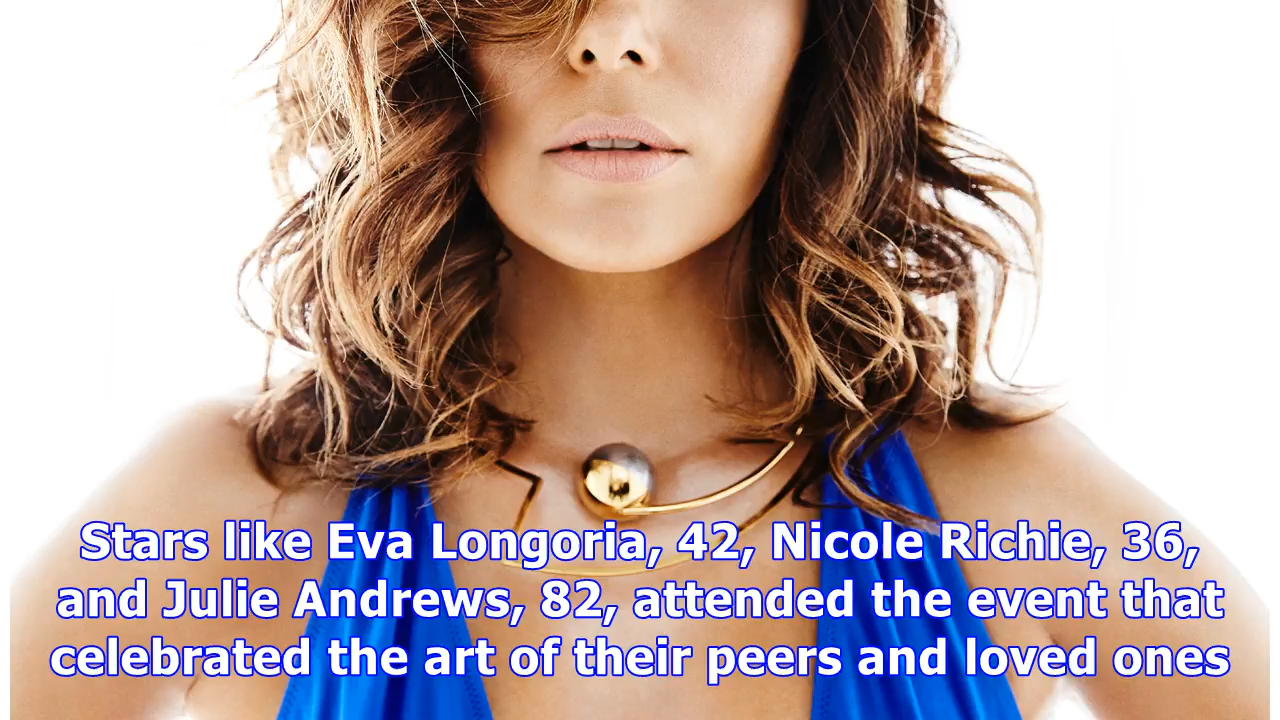 Stars like Eva Longoria, 42, Nicole Richie, 36,
and Julie Andrews, 82, attended the event that
celebrated the art of their peers and loved ones